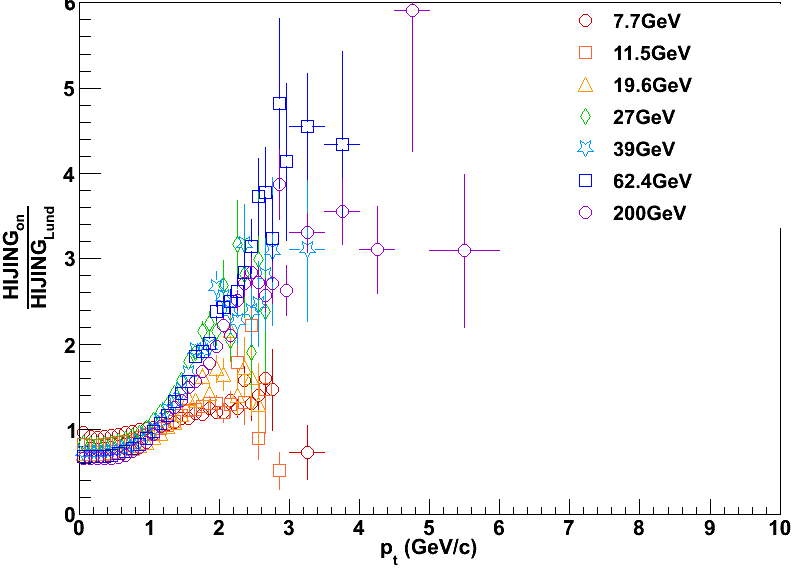 6
5
4
3
2
1
0
HIJING_on
HIJING_Lund
7.7GeV
11.5GeV
19.6GeV
27GeV
39GeV
62.4GeV
200GeV
0 1 2 3 4 5 6 7 8 9 10
p_t (GeV/c)